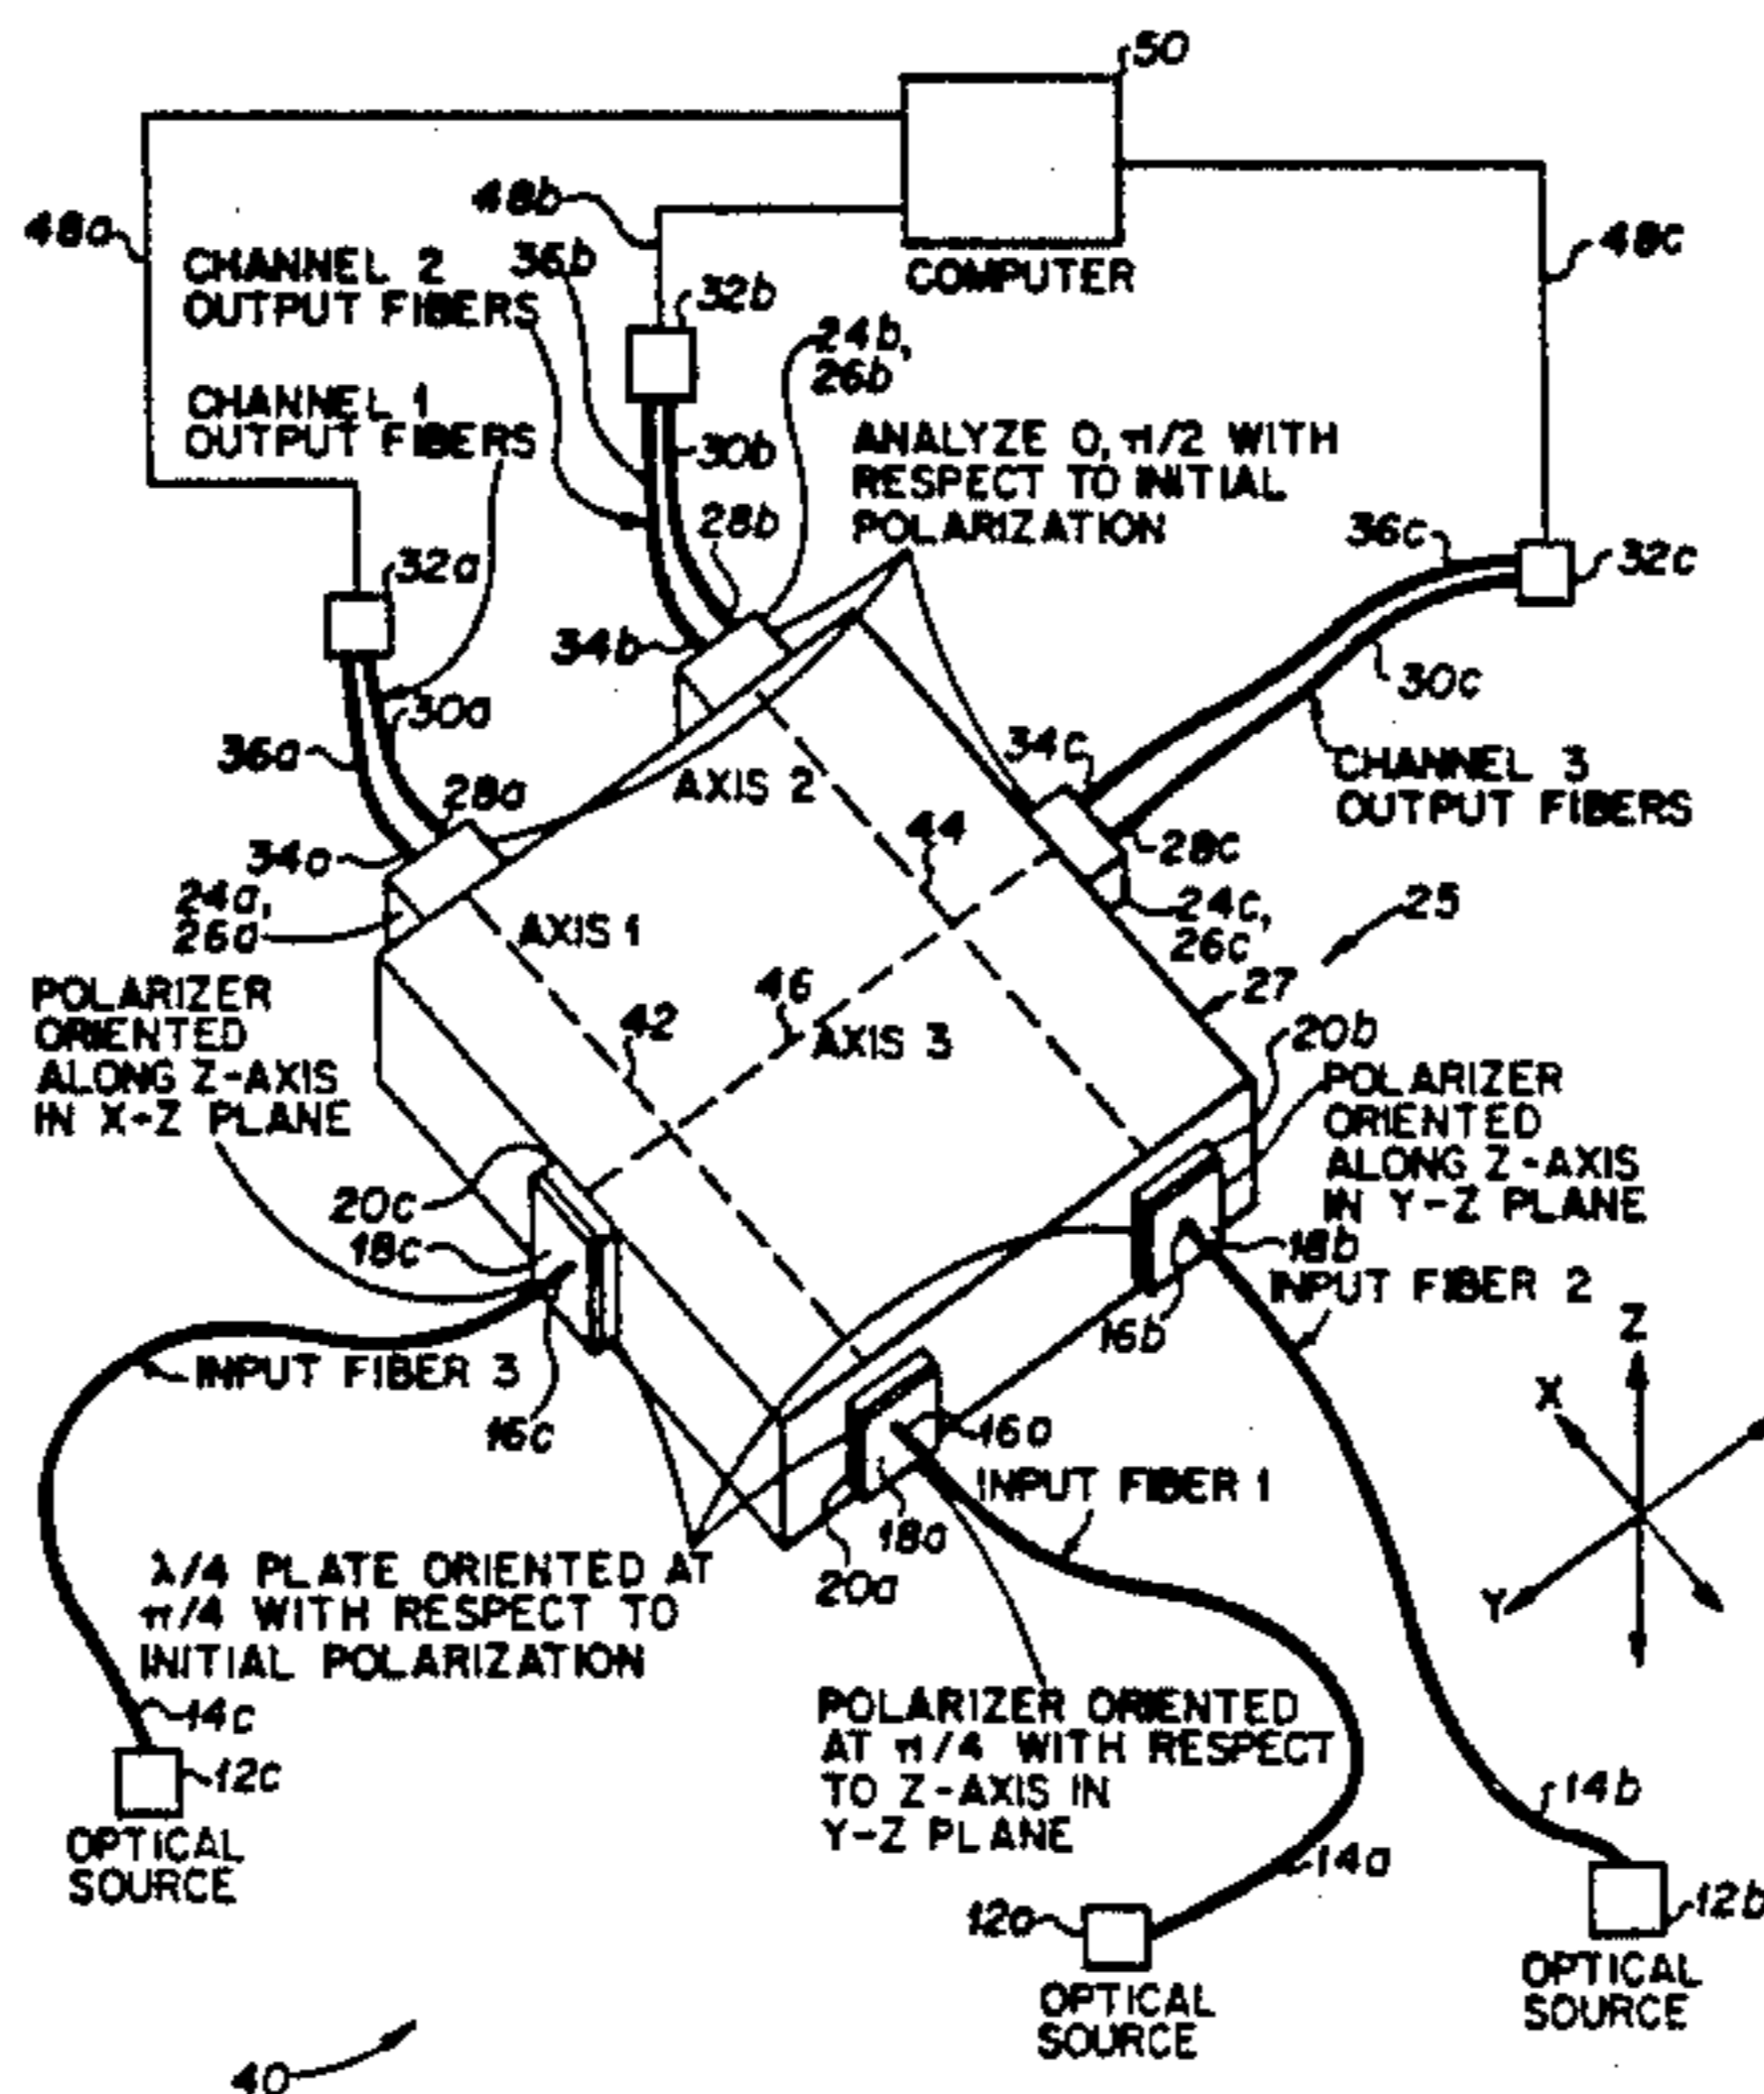 50
48b
48a
48c
CHANNEL 2
OUTPUT FIBERS
36b
COMPUTER
32b
24b,
26b
CHANNEL 1
OUTPUT FIBERS
30b
ANALYZE 0, π/2 WITH
RESPECT TO INITIAL
POLARIZATION
28b
36c
32c
32a
34b
30c
30a
36a
34c
CHANNEL 3
OUTPUT FIBERS
28a
AXIS 2
44
28c
34a
24a,
26a
AXIS 1
24c,
26c
25
27
46
42
AXIS 3
20b
POLARIZER
ORIENTED
ALONG Z-AXIS
IN X-Z PLANE
POLARIZER
ORIENTED
ALONG Z-AXIS
IN Y-Z PLANE
20c
18c
18b
INPUT FIBER 2
16b
Z
INPUT FIBER 3
X
16c
16a
INPUT FIBER 1
Y
18a
20a
λ/4 PLATE ORIENTED AT
π/4 WITH RESPECT TO
INITIAL POLARIZATION
14c
POLARIZER ORIENTED
AT π/4 WITH RESPECT
TO Z-AXIS IN
Y-Z PLANE
12c
OPTICAL
SOURCE
14b
14a
12a
12b
OPTICAL
SOURCE
OPTICAL
SOURCE
40